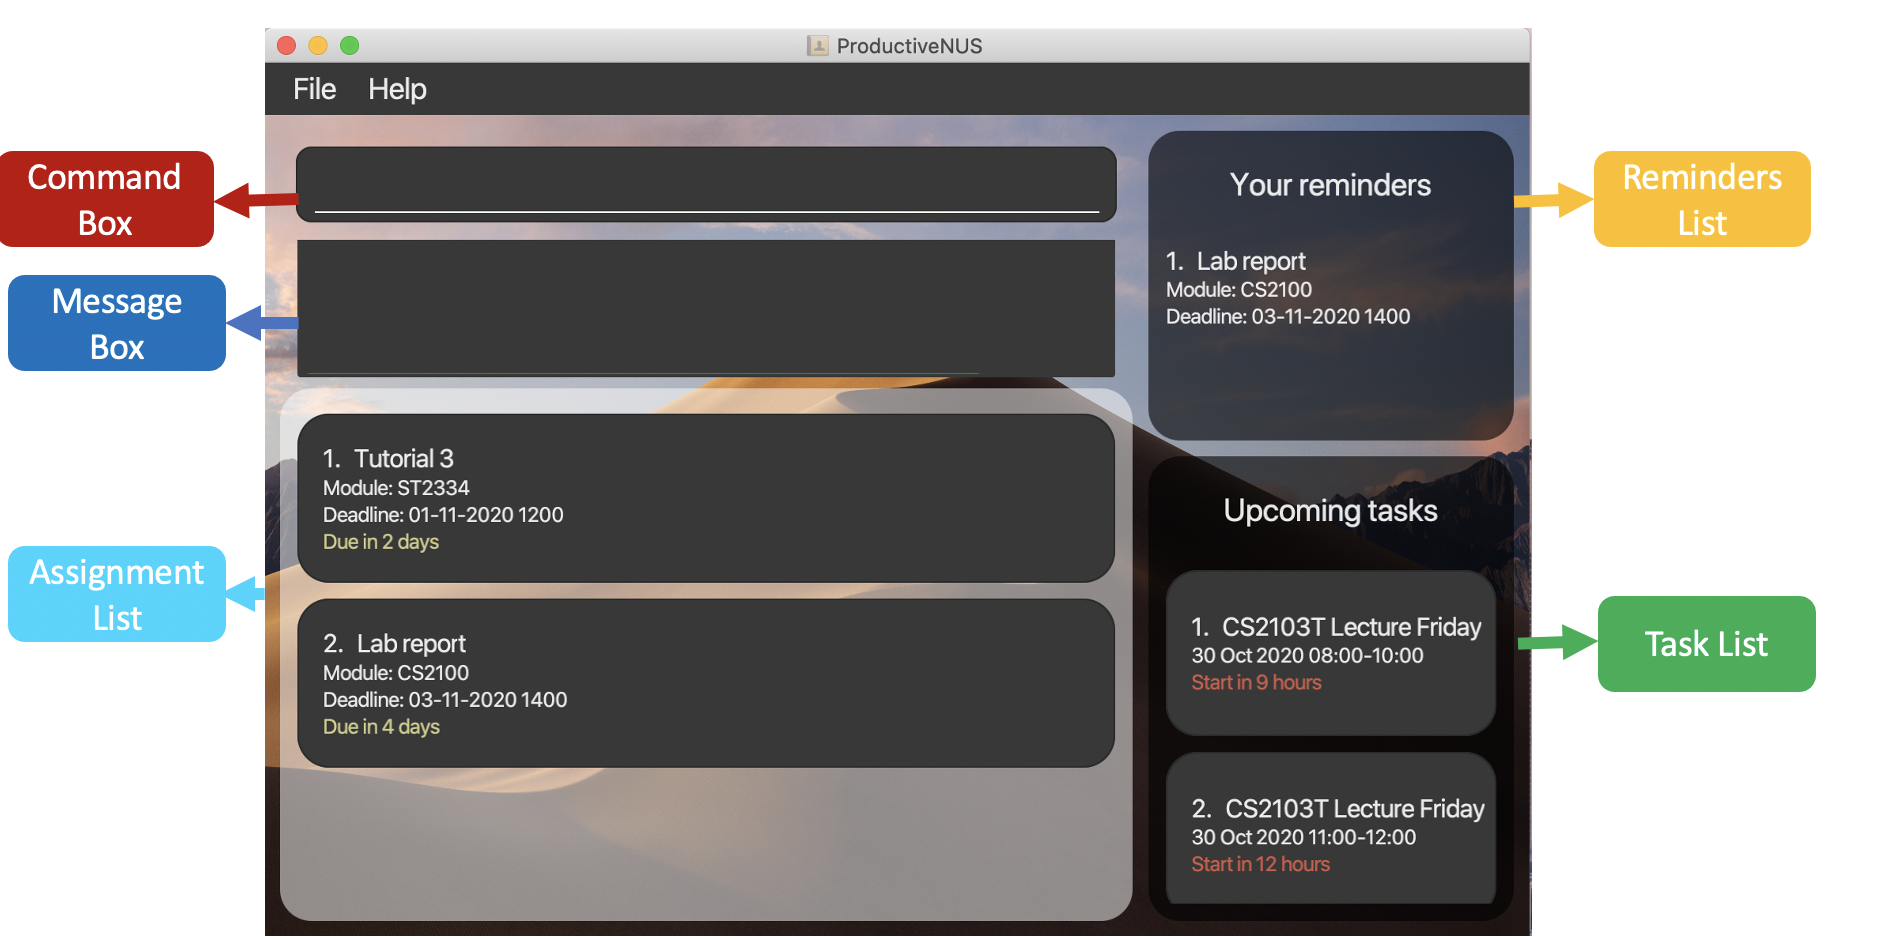 ProductiveNUS
File Help
Command
Box
Message
Box
Assignment
List
1. Tutorial 3
Module: ST2334
Deadline: 01-11-2020 1200
Due in 2 days
2. Lab report
Module: CS2100
Deadline: 03-11-2020 1400
Due in 4 days
Your reminders
1. Lab report
Module: CS2100
Deadline: 03-11-2020 1400
Upcoming tasks
1. CS2103T Lecture Friday
30 Oct 2020 08:00-10:00
Start in 9 hours
2. CS2103T Lecture Friday
30 Oct 2020 11:00-12:00
Start in 12 hours
Reminders
List
Task List